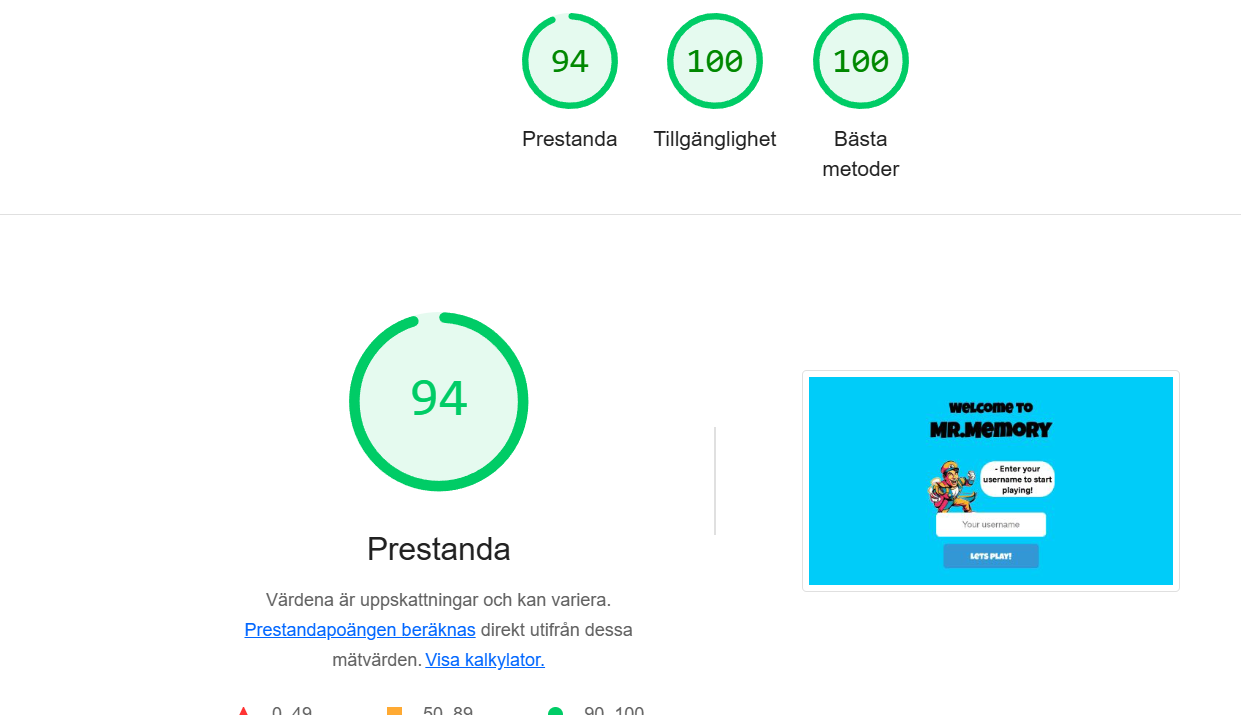 94
100
100
Prestanda
Tillgänglighet
Bästa
metoder
94
Prestanda
Värdena är uppskattningar och kan variera.
Prestandapoängen beräknas direkt utifrån dessa
mätvärden. Visa kalkylator.
0–49
50–89
90–100
WELCOME TO
MR.MEMORY
- Enter your
username to start
playing!
Your username
LETS PLAY!